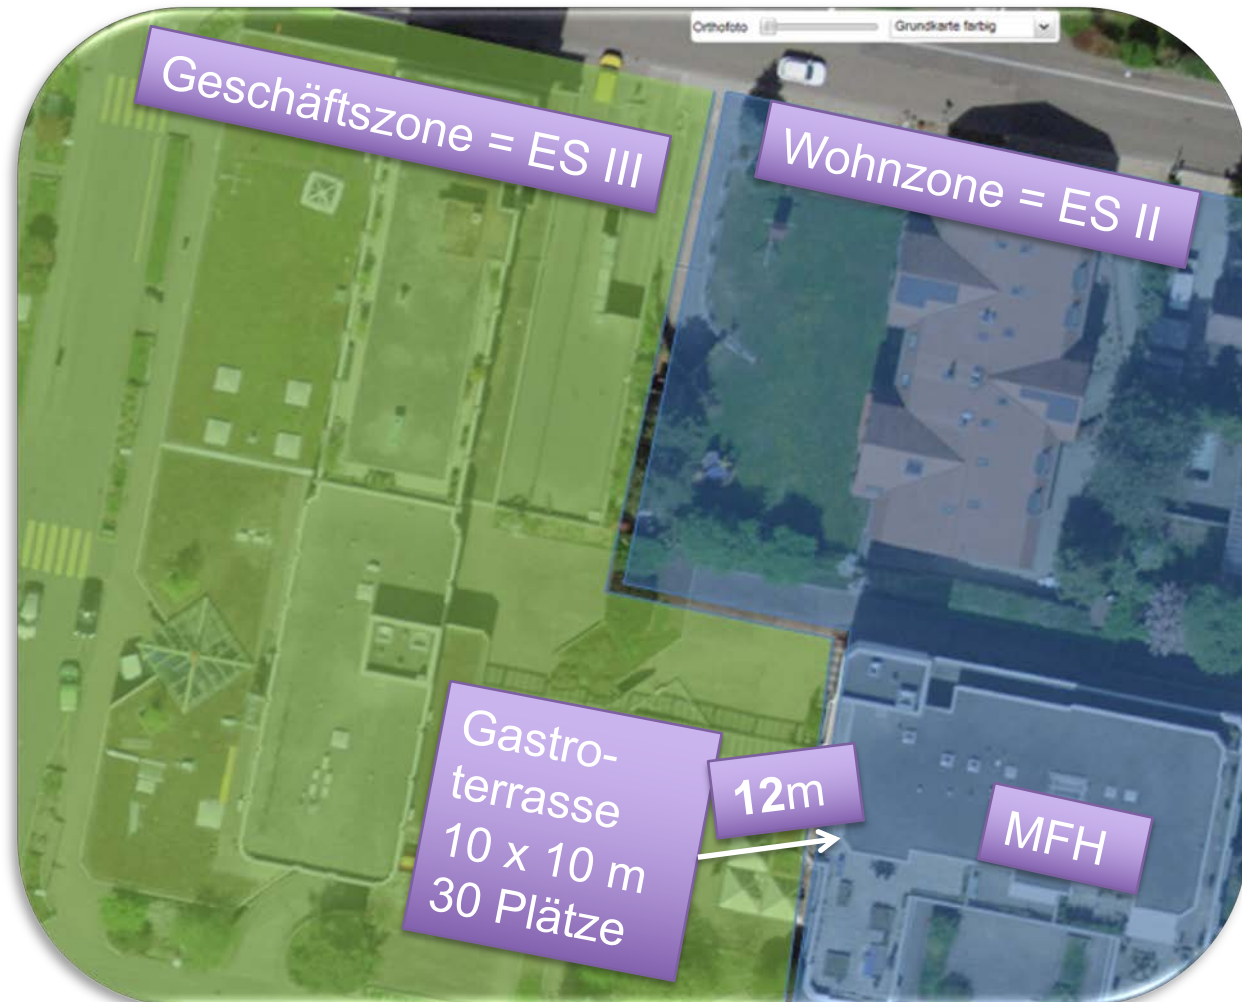 Orthofoto
Grundkarte farbig
Geschäftszone = ES III
Wohnzone = ES II
Gastro-
terrasse
10 x 10 m
30 Plätze
12m
MFH